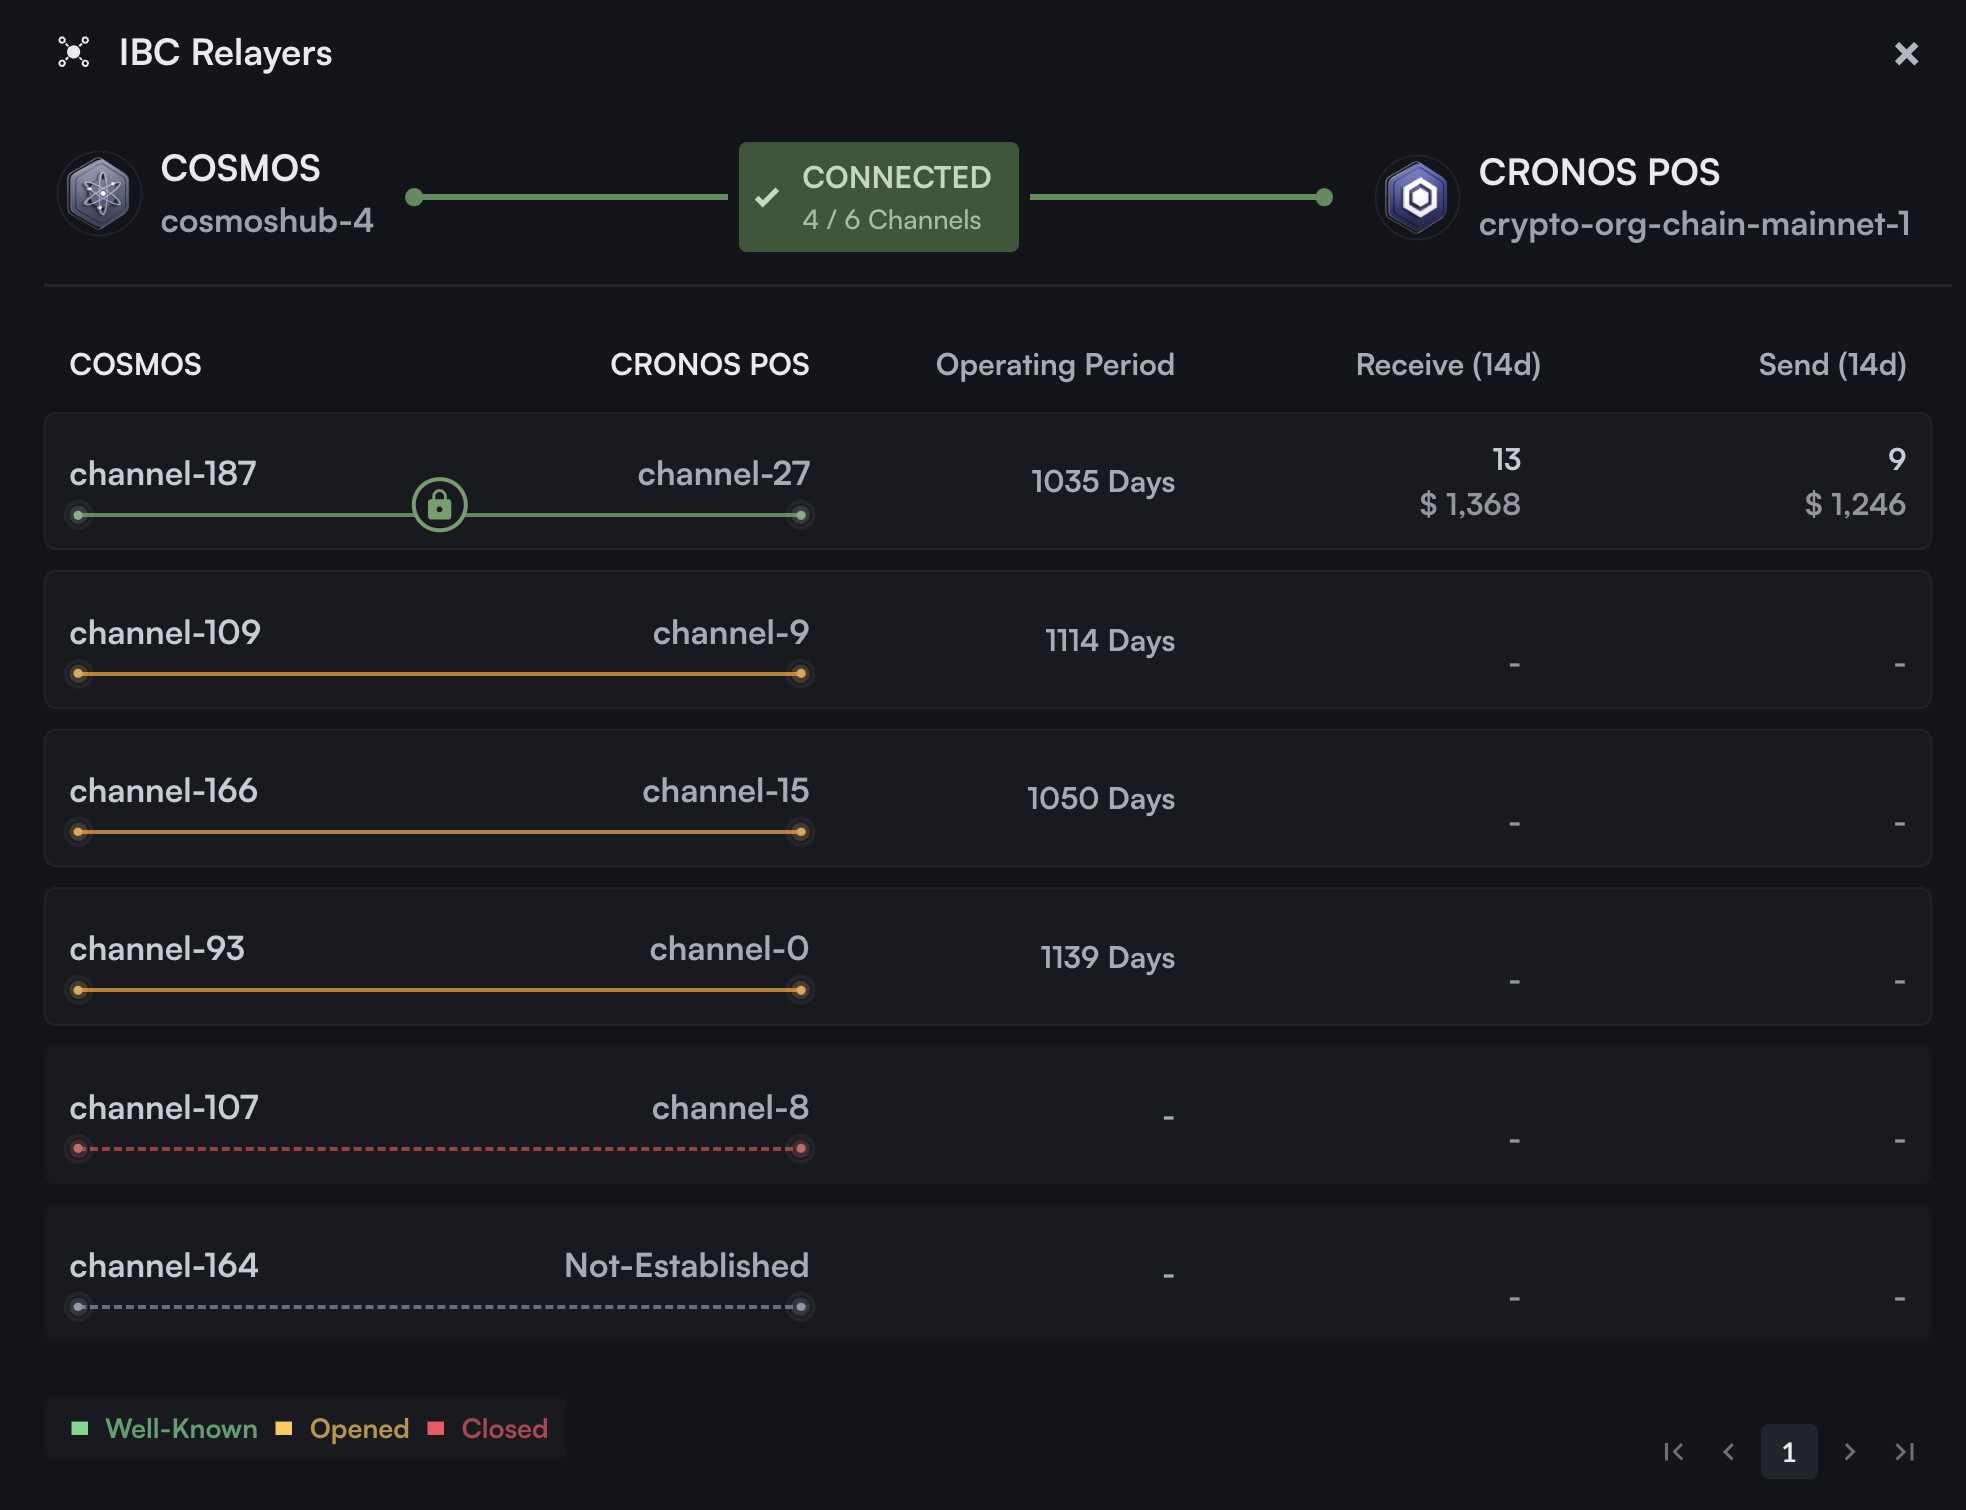 IBC Relayers
COSMOS
cosmoshub-4
CONNECTED
4 / 6 Channels
CRONOS POS
crypto-org-chain-mainnet-1
COSMOS CRONOS POS Operating Period Receive (14d) Send (14d)
channel-187 channel-27 1035 Days 13 9
$ 1,368 $ 1,246
channel-109 channel-9 1114 Days - -
channel-166 channel-15 1050 Days - -
channel-93 channel-0 1139 Days - -
channel-107 channel-8 - - -
channel-164 Not-Established - - -
Well-Known Opened Closed
1